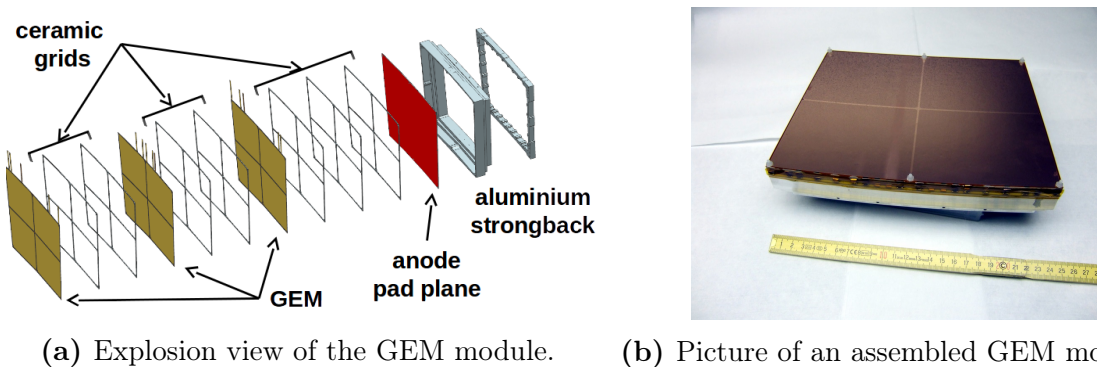 ceramic
grids
aluminium
strongback
anode
pad plane
GEM
(a) Explosion view of the GEM module.
(b) Picture of an assembled GEM mo